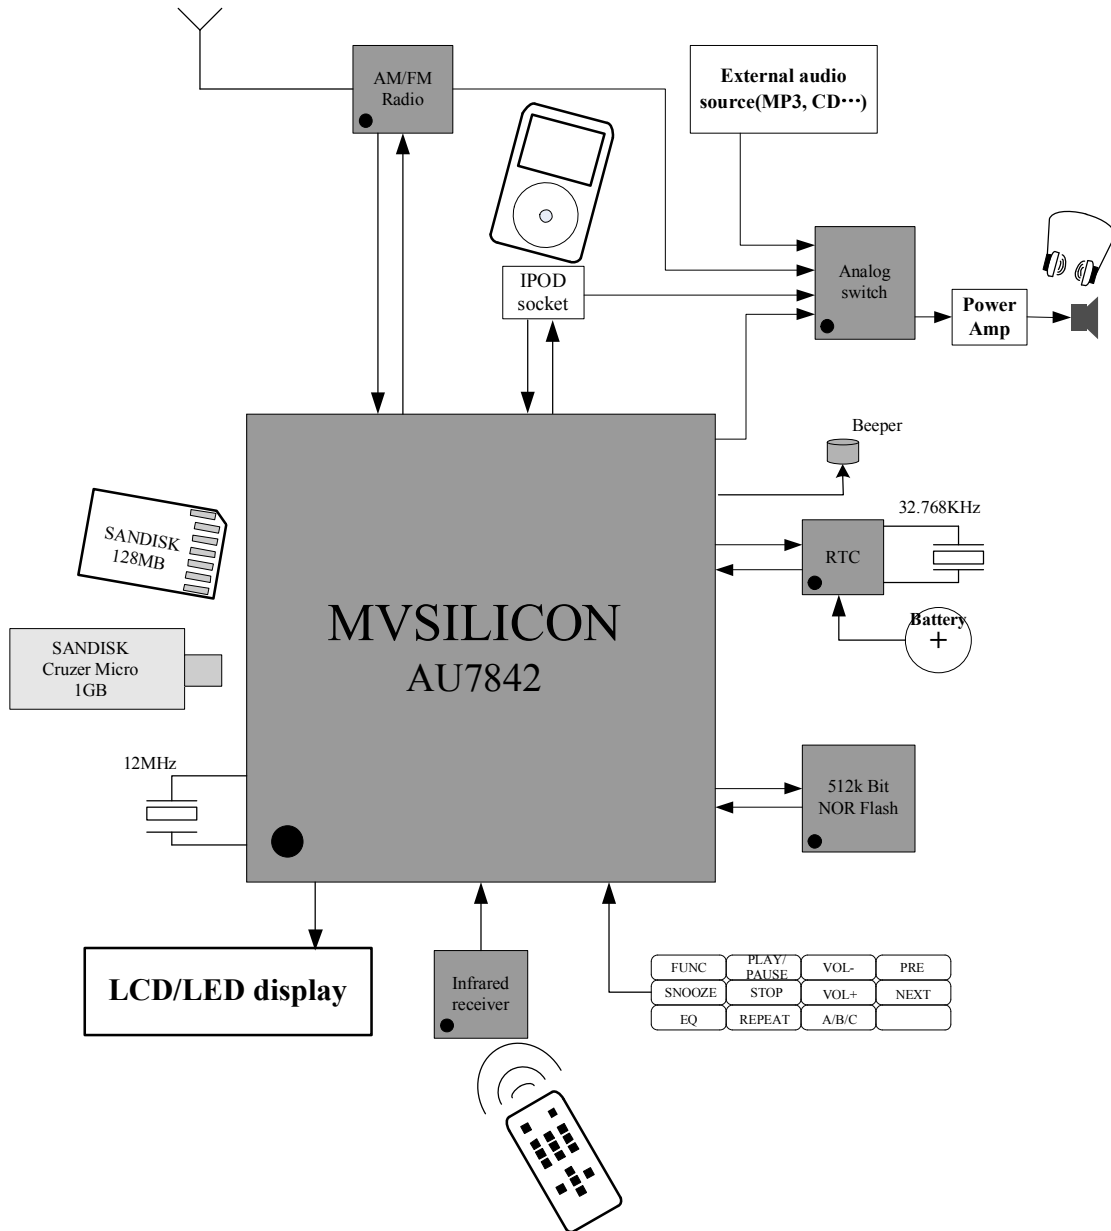 AM/FM
Radio
External audio
source(MP3, CD···)
IPOD
socket
Analog
switch
Power
Amp
Beeper
32.768KHz
SANDISK
128MB
RTC
MVSILICON
AU7842
Battery
+
SANDISK
Cruzer Micro
1GB
12MHz
512k Bit
NOR Flash
LCD/LED display
Infrared
receiver
FUNC
PLAY/
PAUSE
VOL-
PRE
SNOOZE
STOP
VOL+
NEXT
EQ
REPEAT
A/B/C